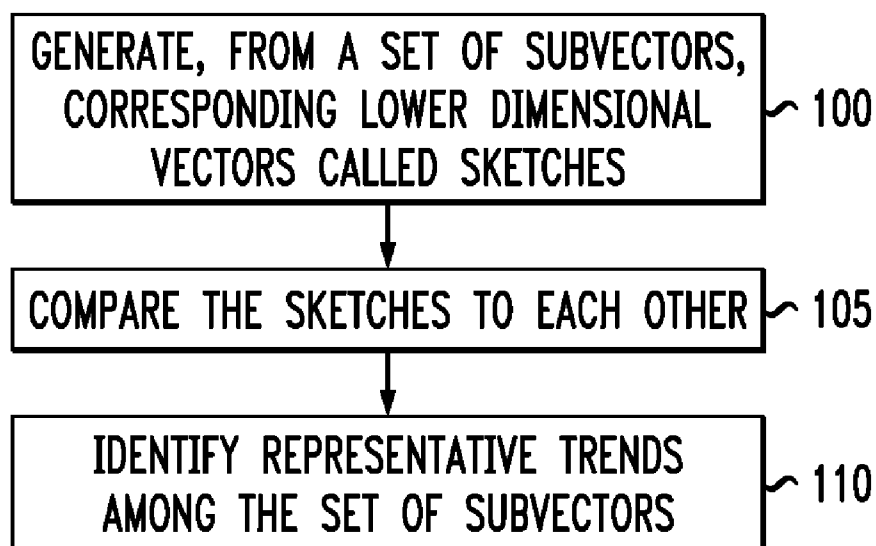 GENERATE, FROM A SET OF SUBVECTORS,
CORRESPONDING LOWER DIMENSIONAL
VECTORS CALLED SKETCHES
100
COMPARE THE SKETCHES TO EACH OTHER
105
IDENTIFY REPRESENTATIVE TRENDS
AMONG THE SET OF SUBVECTORS
110